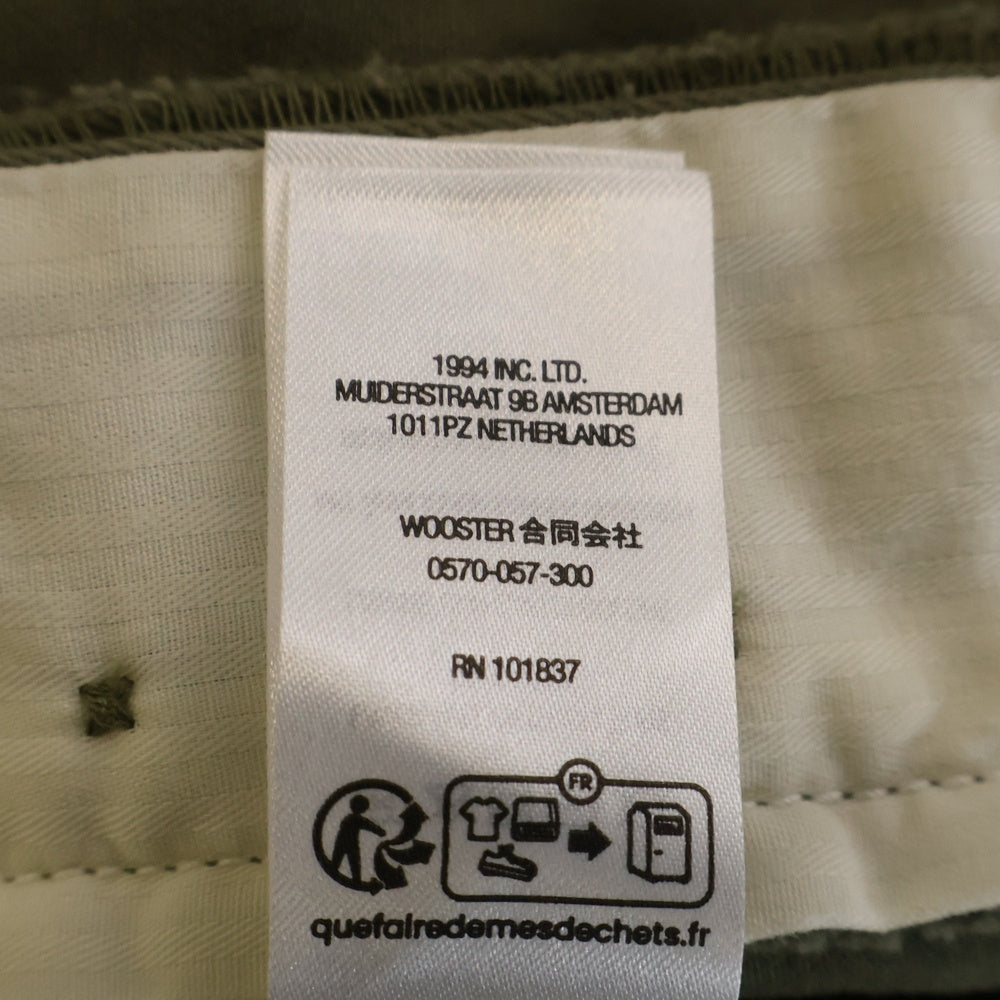 1994 INC. LTD.
MUIDERSTRAAT 9B AMSTERDAM
1011PZ NETHERLANDS
WOOSTER 合同会社
0570-057-300
RN 101837
FR
quefairedemesdechets.fr